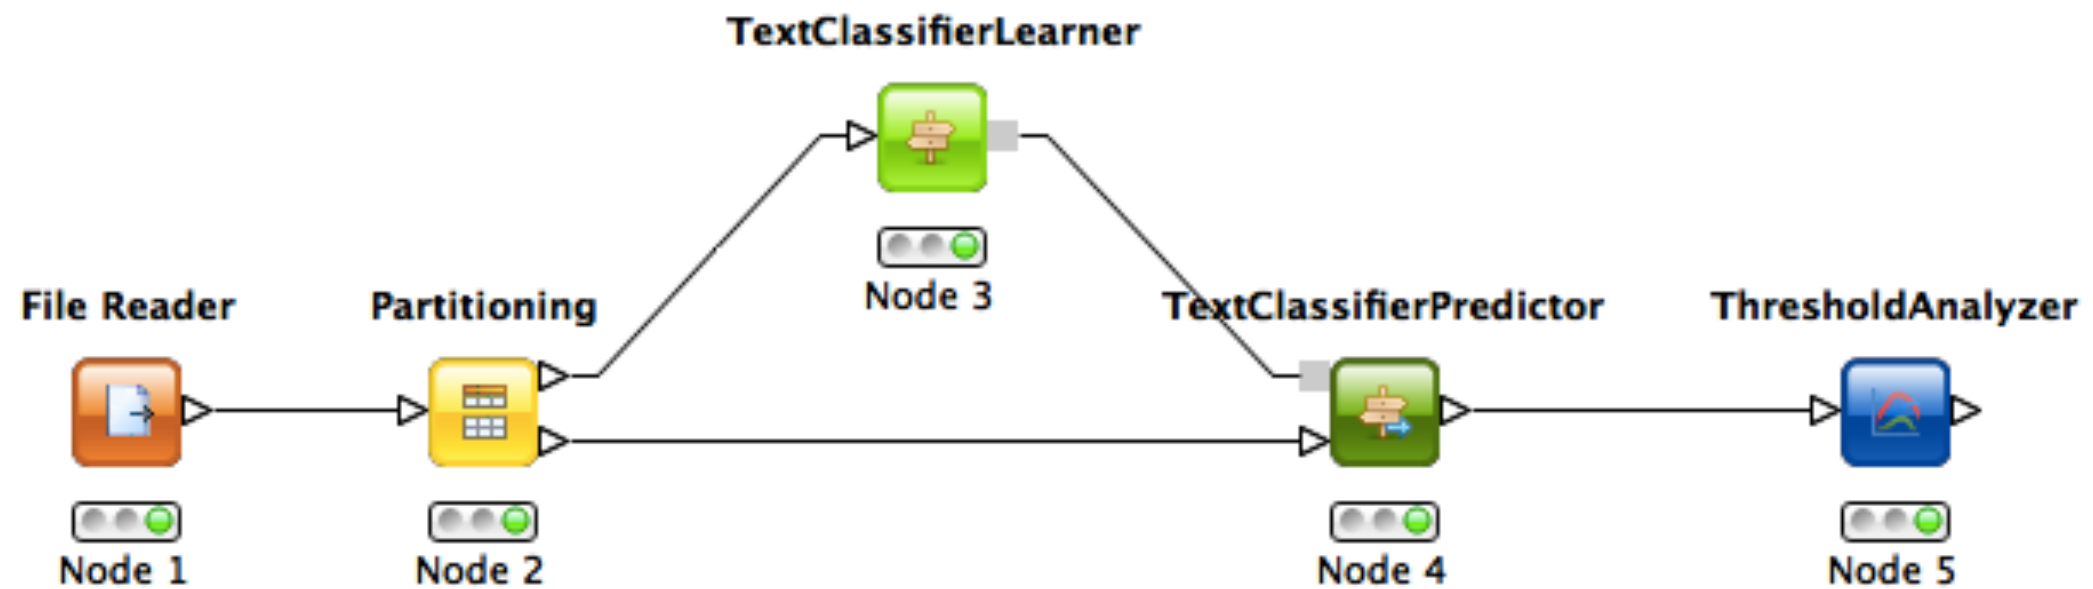 TextClassifierLearner
Node 3
File Reader
Node 1
Partitioning
Node 2
TextClassifierPredictor
Node 4
ThresholdAnalyzer
Node 5